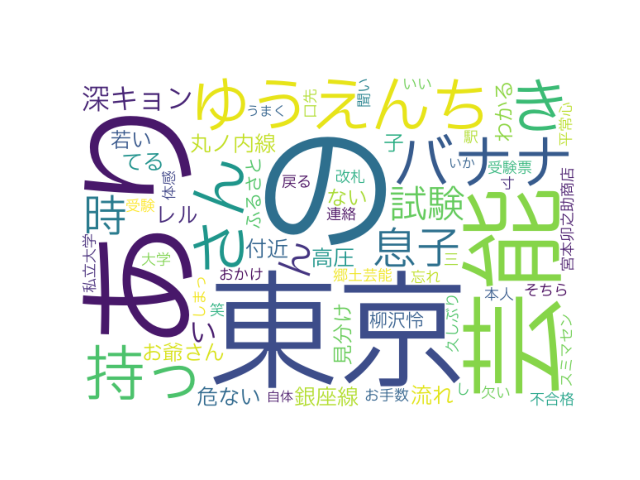 深キョン
ゆうえんち
うまく
口先
聞い
いい
わかる
き
平常心
若い
てる
体感
丸ノ内線
ふるさと
あり
さん
の
戻る
改札
ない
連絡
子
バナナ
駅
いか
受験票
寸
宮本卯之助商店
時
受験
レル
試験
芸能
私立大学
大学
付近
ん
高圧
息子
三
郷土芸能
忘れ
おかけ
しまっ
い
笑
東京
見分け
柳沢怜
久しぶり
本人
そちら
スミマセン
お爺さん
持っ
危ない
自体
銀座線
お手数
流れ
し
欠い
不合格